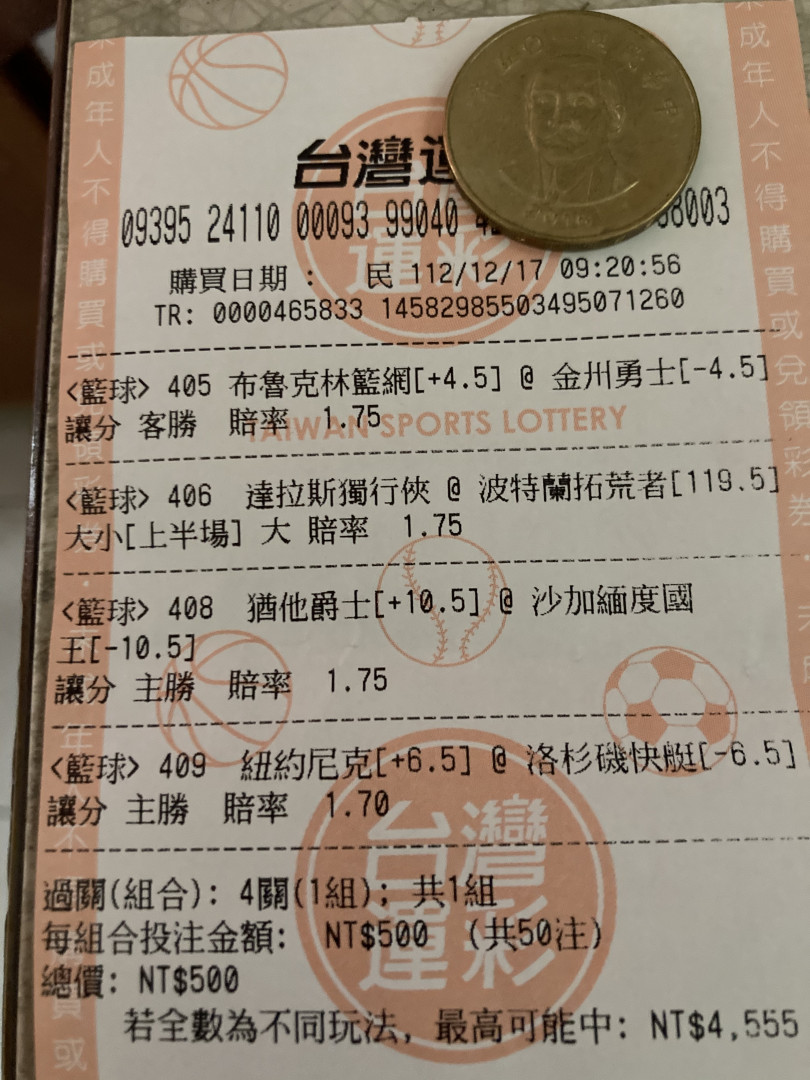 台灣運
09395 24110 00093 99040 8003
購買日期： 民 112/12/17 09:20:56
TR: 0000465833 14582985503495071260
<籃球> 405 布魯克林籃網[+4.5] @ 金州勇士[-4.5]
讓分 客勝 賠率 1.75
TAIWAN SPORTS LOTTERY
<籃球> 406 達拉斯獨行俠 @ 波特蘭拓荒者[119.5]
大小[上半場] 大 賠率 1.75
<籃球> 408 猶他爵士[+10.5] @ 沙加緬度國
王[-10.5]
讓分 主勝 賠率 1.75
<籃球> 409 紐約尼克[+6.5] @ 洛杉磯快艇[-6.5]
讓分 主勝 賠率 1.70
台灣
運彩
過關(組合): 4關(1組); 共1組
每組合投注金額: NT$500 (共50注)
總價: NT$500
若全數為不同玩法, 最高可能中: NT$4,555
未成年人不得購買或
未成年人不得購買或兌領彩券